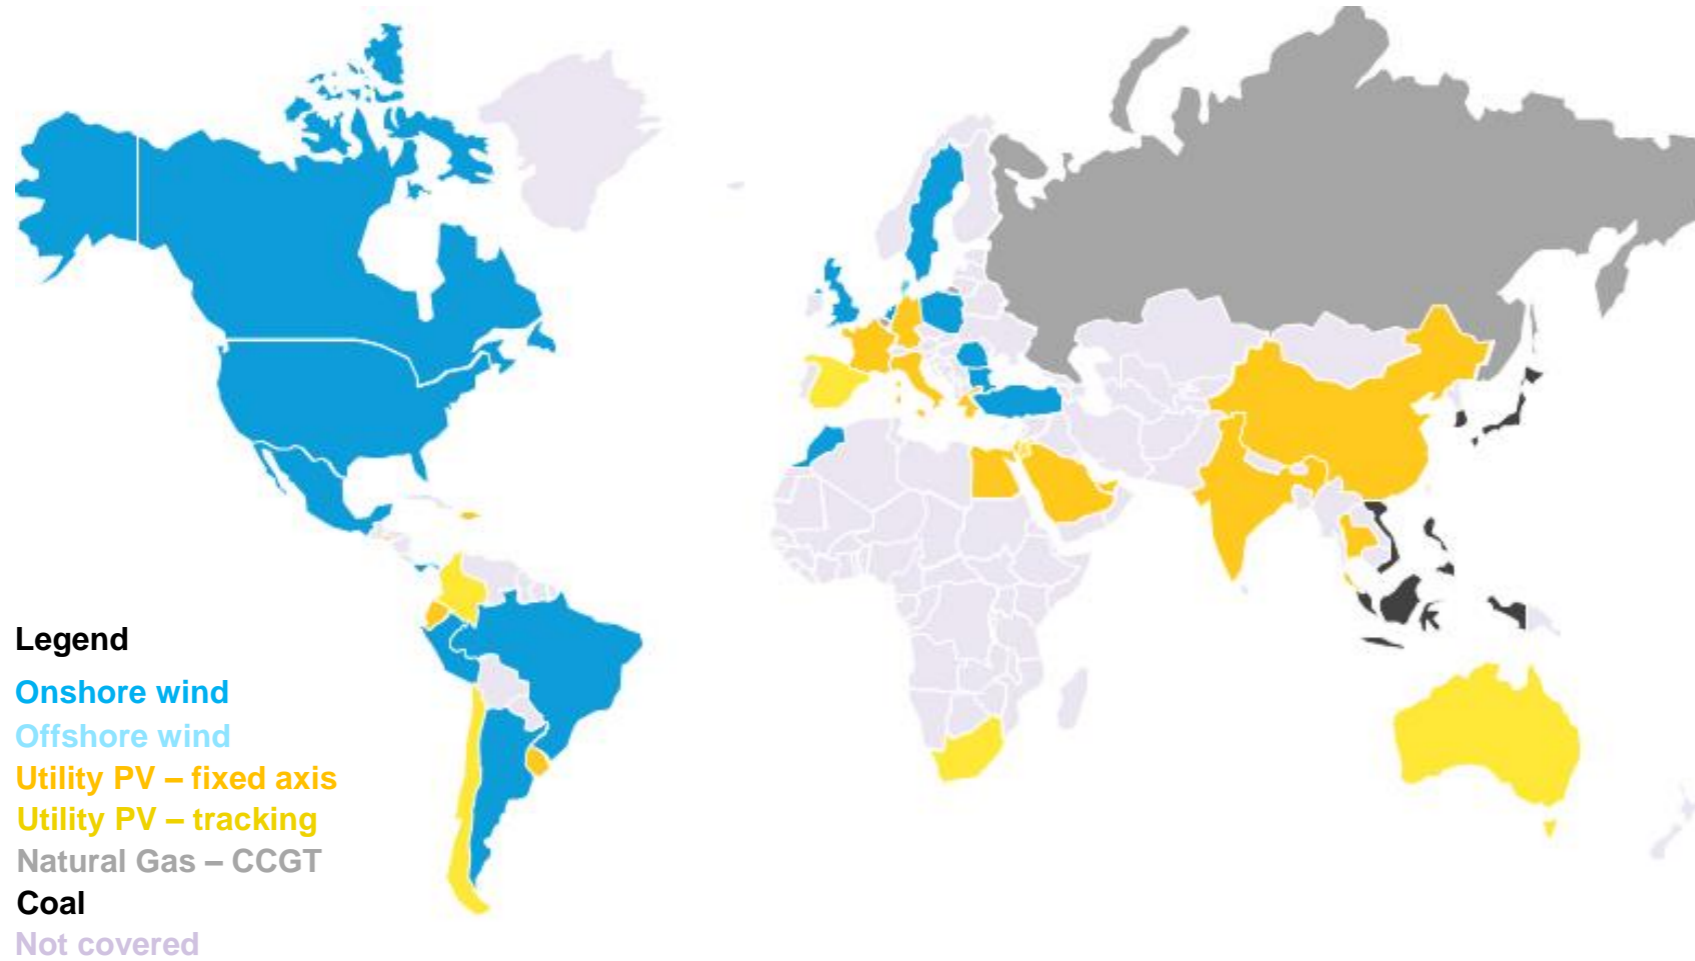 Legend
Onshore wind
Offshore wind
Utility PV – fixed axis
Utility PV – tracking
Natural Gas – CCGT
Coal
Not covered